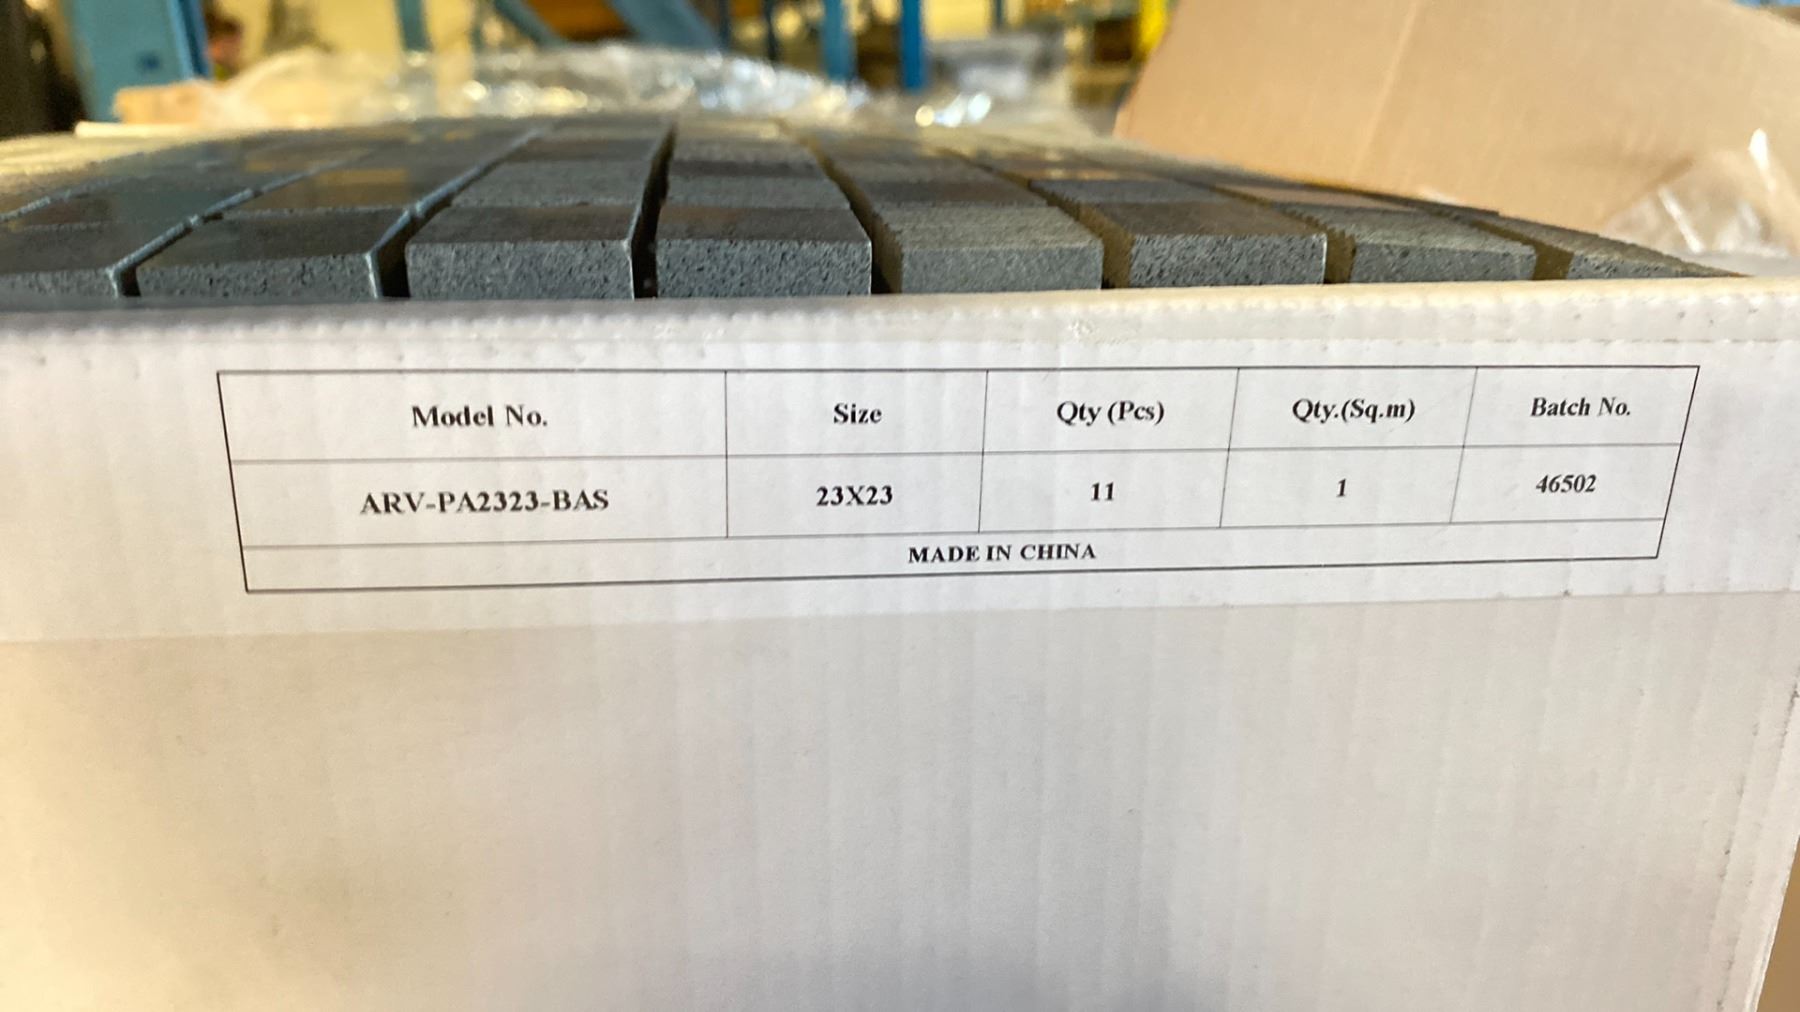 Model No. Size Qty (Pcs) Qty.(Sq.m) Batch No.
ARV-PA2323-BAS 23X23 11 1 46502
MADE IN CHINA